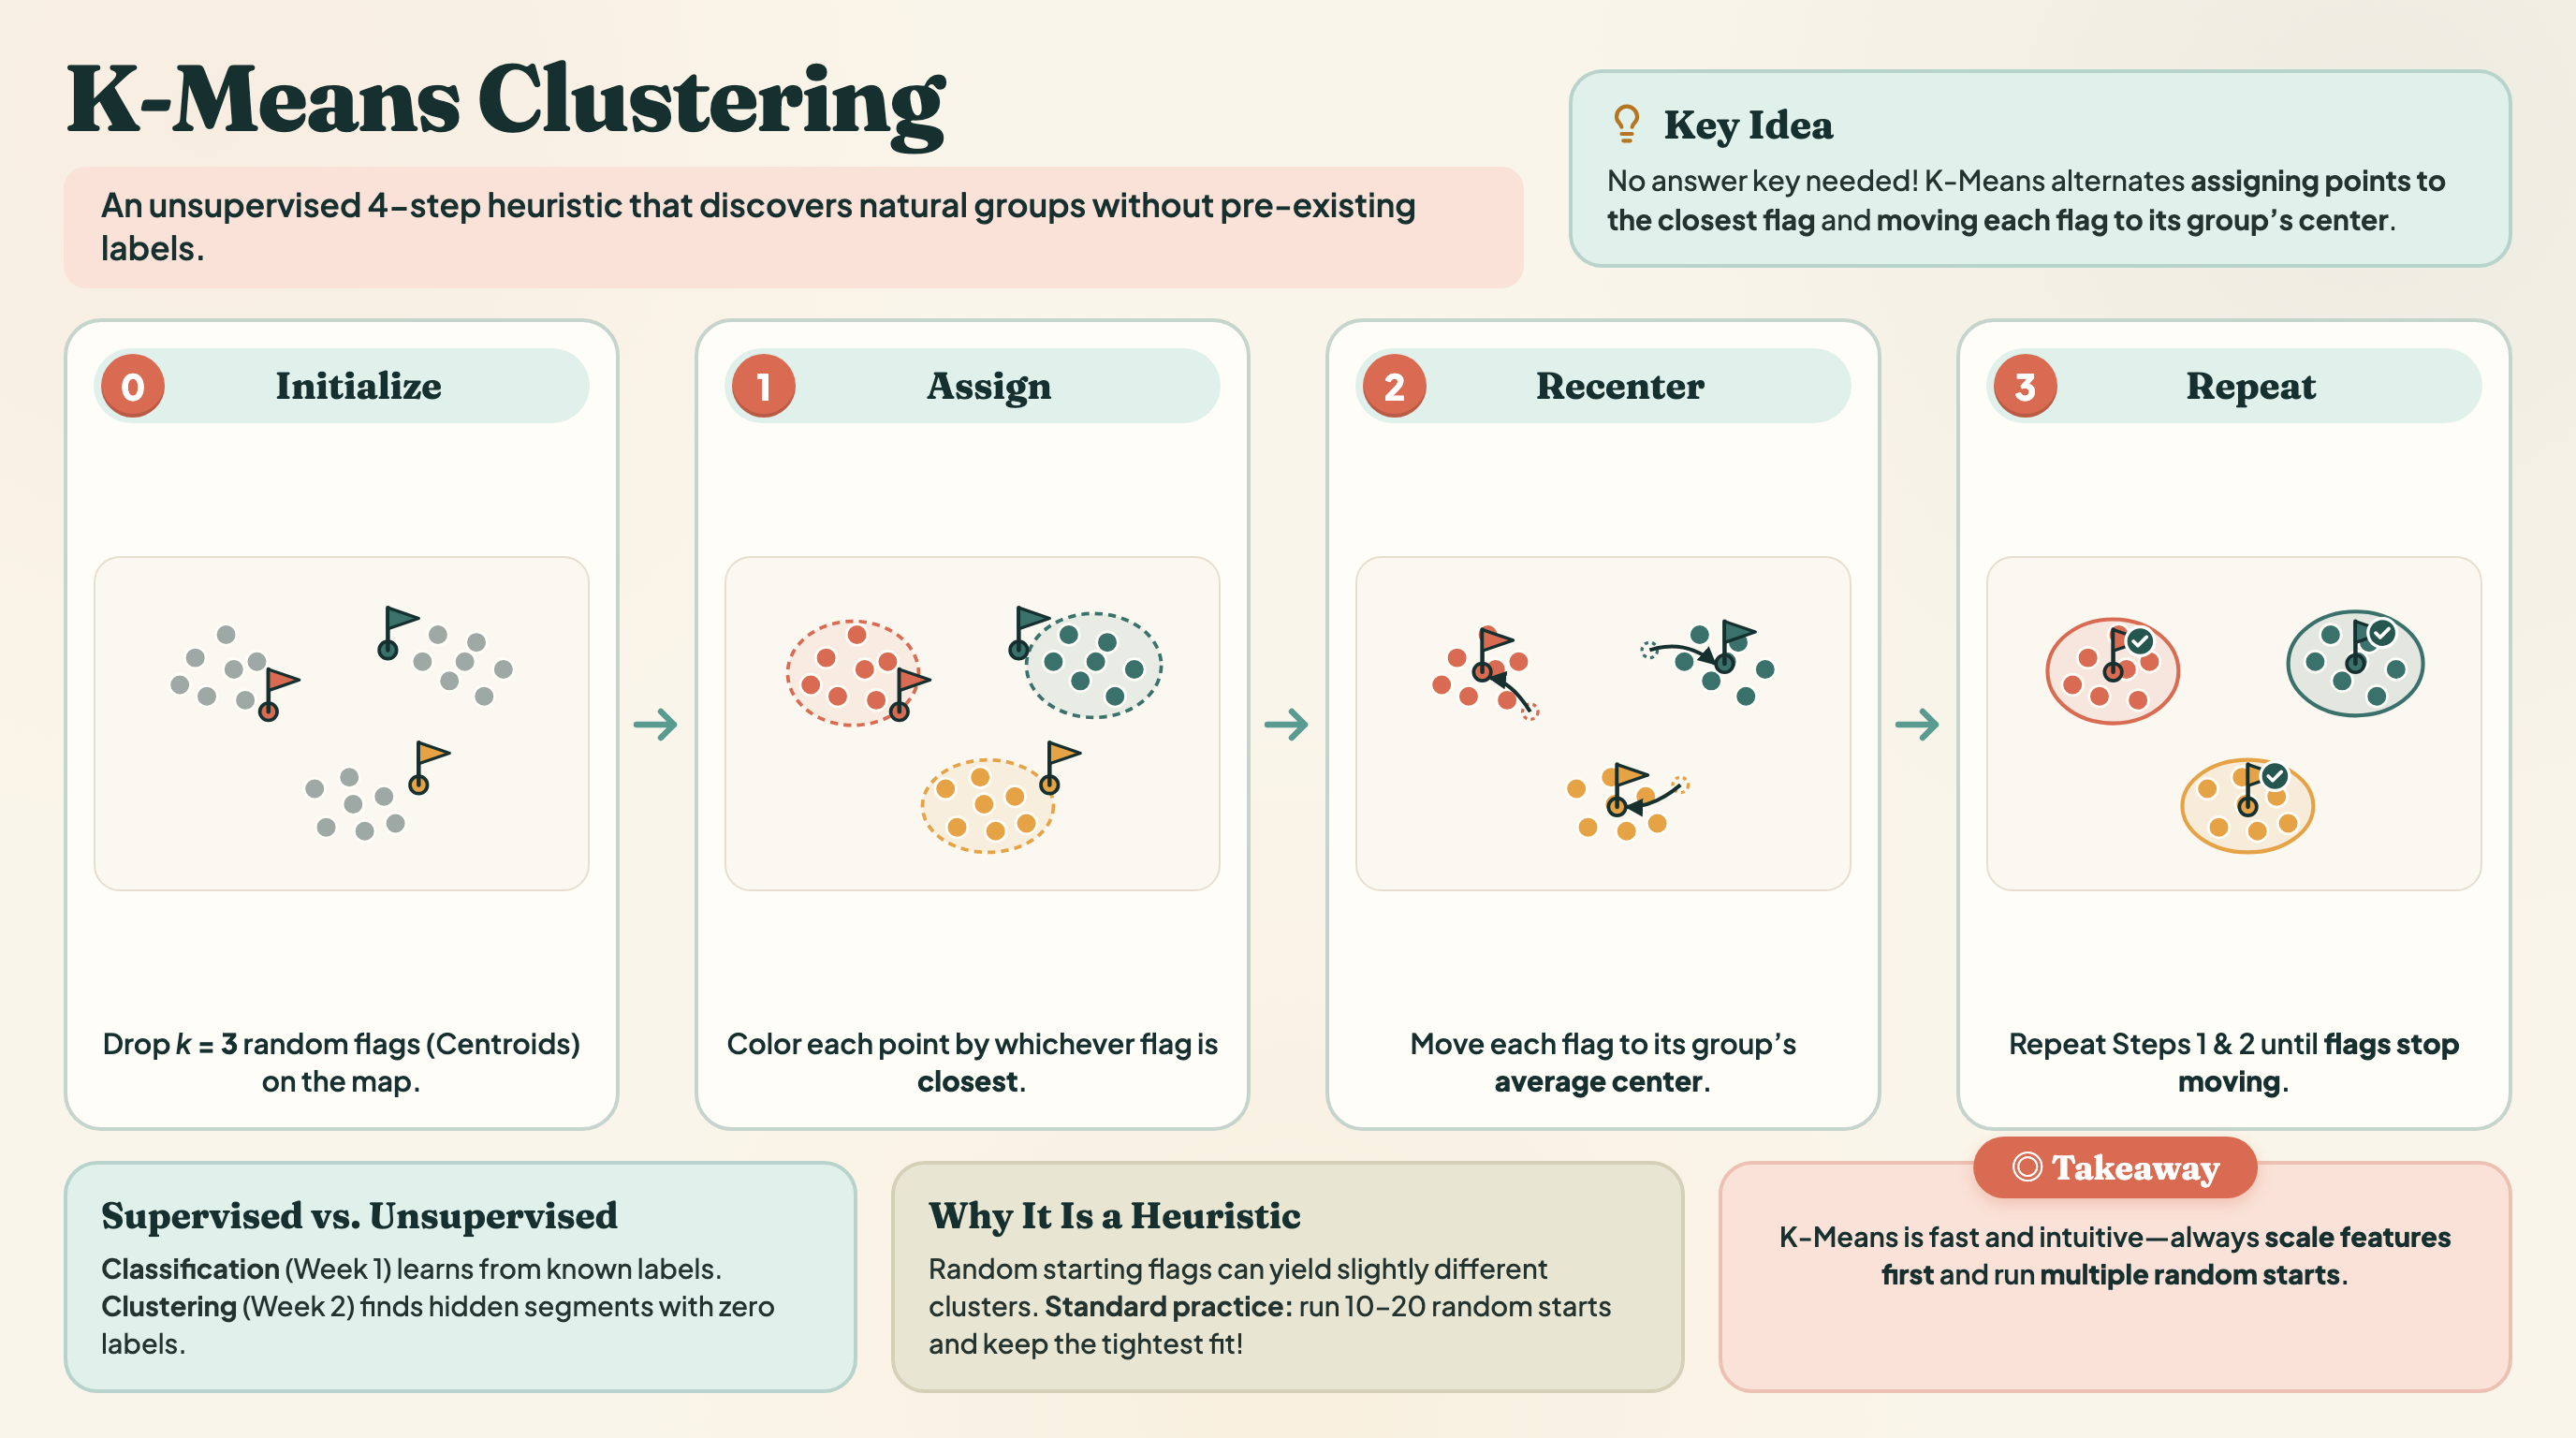 K-Means Clustering
An unsupervised 4-step heuristic that discovers natural groups without pre-existing
labels.
Key Idea
No answer key needed! K-Means alternates assigning points to
the closest flag and moving each flag to its group’s center.
0
Initialize
Drop k = 3 random flags (Centroids)
on the map.
1
Assign
Color each point by whichever flag is
closest.
2
Recenter
Move each flag to its group’s
average center.
3
Repeat
Repeat Steps 1 & 2 until flags stop
moving.
Supervised vs. Unsupervised
Classification (Week 1) learns from known labels.
Clustering (Week 2) finds hidden segments with zero
labels.
Why It Is a Heuristic
Random starting flags can yield slightly different
clusters. Standard practice: run 10–20 random starts
and keep the tightest fit!
Takeaway
K-Means is fast and intuitive—always scale features
first and run multiple random starts.